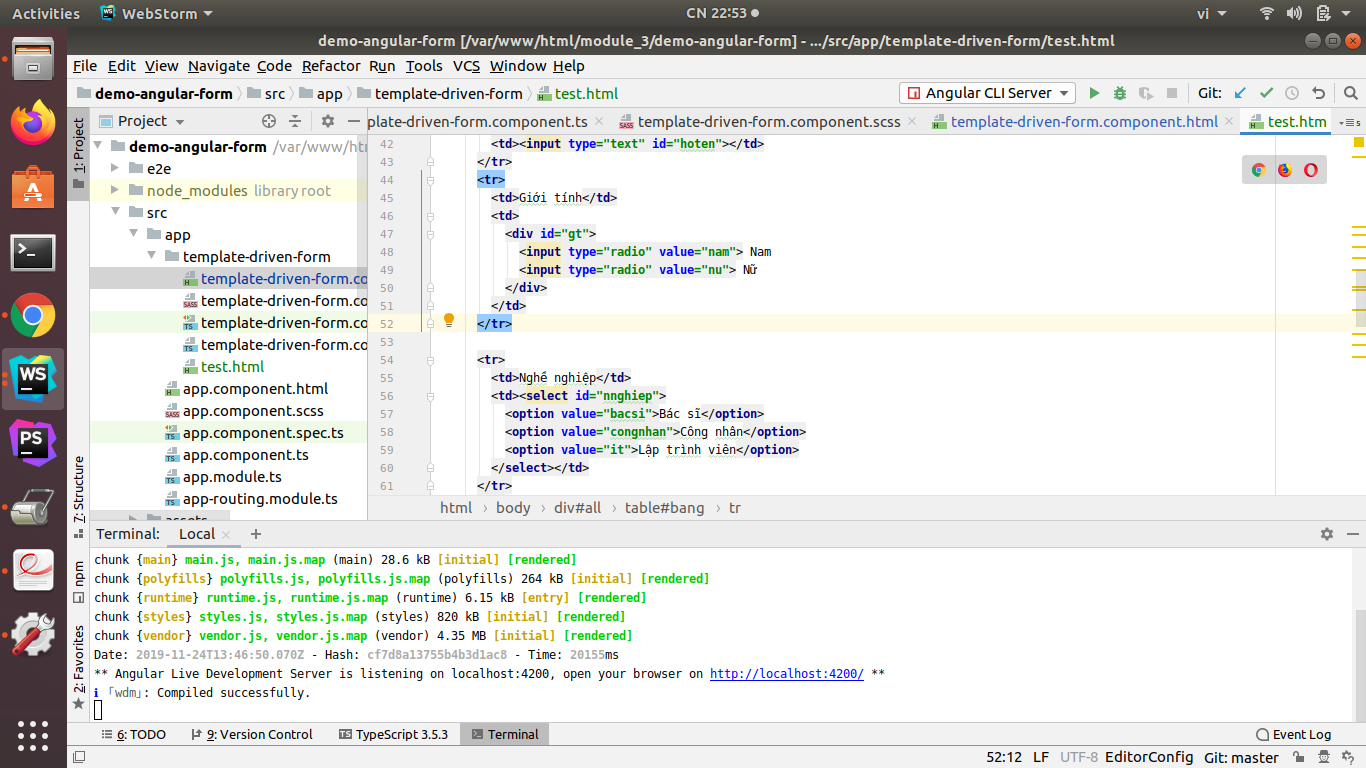 Activities WebStorm CN 22:53 vi
demo-angular-form [/var/www/html/module_3/demo-angular-form] - .../src/app/template-driven-form/test.html
File Edit View Navigate Code Refactor Run Tools VCS Window Help
demo-angular-form src app template-driven-form test.html Angular CLI Server Git:
Project
plate-driven-form.component.ts template-driven-form.component.scss template-driven-form.component.html test.htm 5
1: Project
7: Structure
npm
2: Favorites
demo-angular-form /var/www/ht
e2e
node_modules library root
src
app
template-driven-form
template-driven-form.co
template-driven-form.co
template-driven-form.co
template-driven-form.co
test.html
app.component.html
app.component.scss
app.component.spec.ts
app.component.ts
app.module.ts
app-routing.module.ts
assets
42 <td><input type="text" id="hoten"></td>
43 </tr>
44 <tr>
45 <td>Giới tính</td>
46 <td>
47 <div id="gt">
48 <input type="radio" value="nam"> Nam
49 <input type="radio" value="nu"> Nữ
50 </div>
51 </td>
52 </tr>
53
54 <tr>
55 <td>Nghề nghiệp</td>
56 <td><select id="nnghiep">
57 <option value="bacsi">Bác sĩ</option>
58 <option value="congnhan">Công nhân</option>
59 <option value="it">Lập trình viên</option>
60 </select></td>
61 </tr>
html › body › div#all › table#bang › tr
Terminal: Local
chunk {main} main.js, main.js.map (main) 28.6 kB [initial] [rendered]
chunk {polyfills} polyfills.js, polyfills.js.map (polyfills) 264 kB [initial] [rendered]
chunk {runtime} runtime.js, runtime.js.map (runtime) 6.15 kB [entry] [rendered]
chunk {styles} styles.js, styles.js.map (styles) 820 kB [initial] [rendered]
chunk {vendor} vendor.js, vendor.js.map (vendor) 4.35 MB [initial] [rendered]
Date: 2019-11-24T13:46:50.070Z - Hash: cf7d8a13755b4b3d1ac8 - Time: 20155ms
** Angular Live Development Server is listening on localhost:4200, open your browser on http://localhost:4200/ **
ℹ ｢wdm｣: Compiled successfully.
6: TODO 9: Version Control TypeScript 3.5.3 Terminal Event Log
52:12 LF UTF-8 EditorConfig Git: master